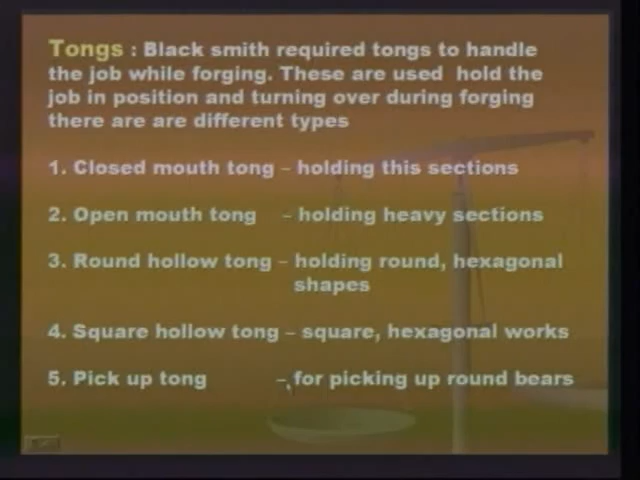 Tongs : Black smith required tongs to handle
the job while forging. These are used hold the
job in position and turning over during forging
there are are different types
1. Closed mouth tong – holding this sections
2. Open mouth tong – holding heavy sections
3. Round hollow tong – holding round, hexagonal
shapes
4. Square hollow tong – square, hexagonal works
5. Pick up tong – for picking up round bears